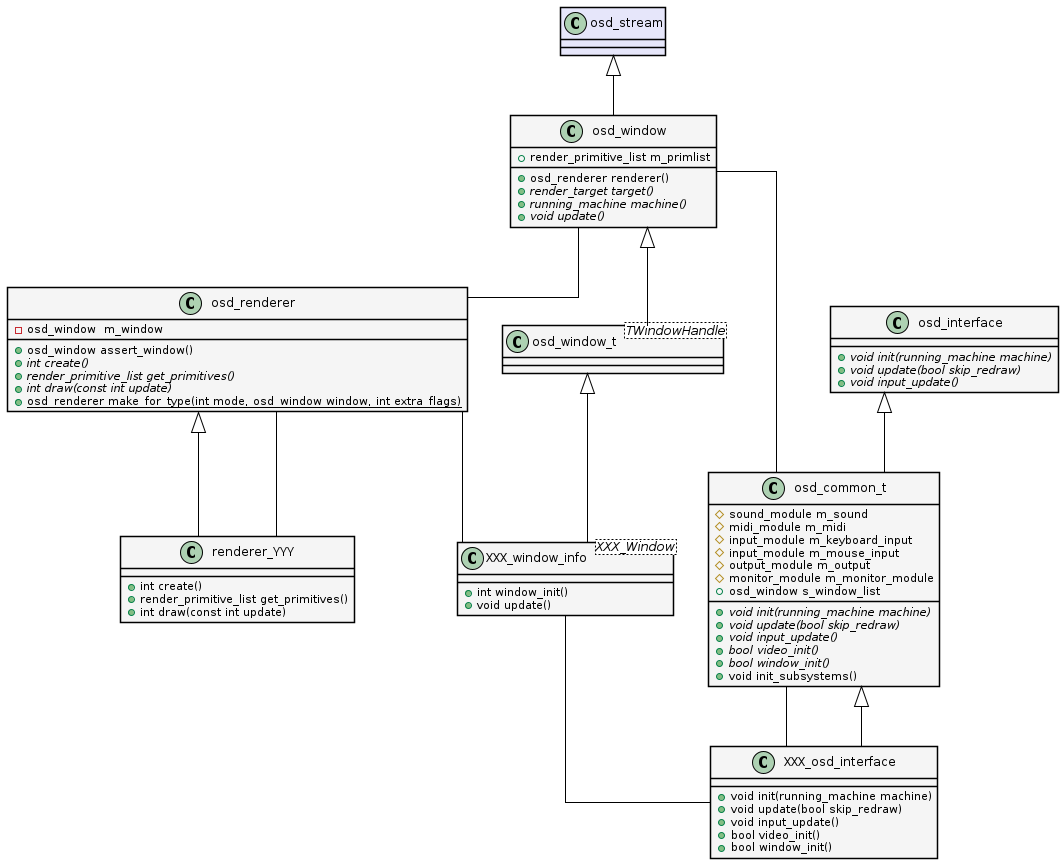 C osd_stream
C osd_window
render_primitive_list m_primlist
osd_renderer renderer()
render_target target()
running_machine machine()
void update()
C osd_renderer
osd_window  m_window
osd_window assert_window()
int create()
render_primitive_list get_primitives()
int draw(const int update)
osd_renderer make_for_type(int mode, osd_window window, int extra_flags)
TWindowHandle
C osd_window_t
C osd_interface
void init(running_machine machine)
void update(bool skip_redraw)
void input_update()
C osd_common_t
sound_module m_sound
midi_module m_midi
input_module m_keyboard_input
input_module m_mouse_input
output_module m_output
monitor_module m_monitor_module
osd_window s_window_list
void init(running_machine machine)
void update(bool skip_redraw)
void input_update()
bool video_init()
bool window_init()
void init_subsystems()
C renderer_YYY
int create()
render_primitive_list get_primitives()
int draw(const int update)
XXX_Window
C XXX_window_info
int window_init()
void update()
C XXX_osd_interface
void init(running_machine machine)
void update(bool skip_redraw)
void input_update()
bool video_init()
bool window_init()